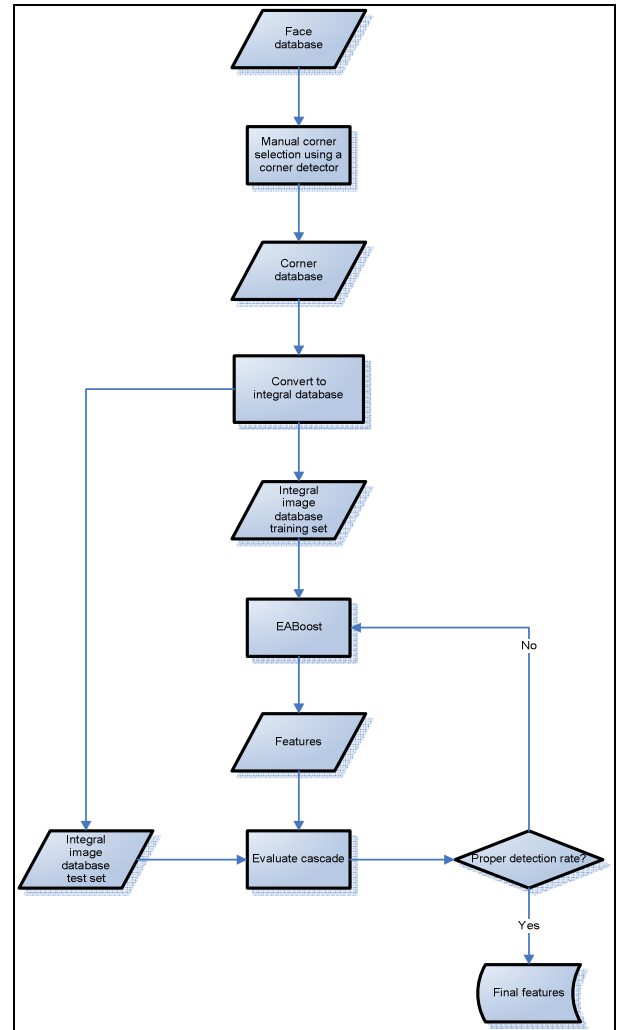 Face
database
Manual corner
selection using a
corner detector
Corner
database
Convert to
integral database
Integral
image
database
training set
EABoost
No
Features
Integral
image
database
test set
Evaluate cascade
Proper detection rate?
Yes
Final features